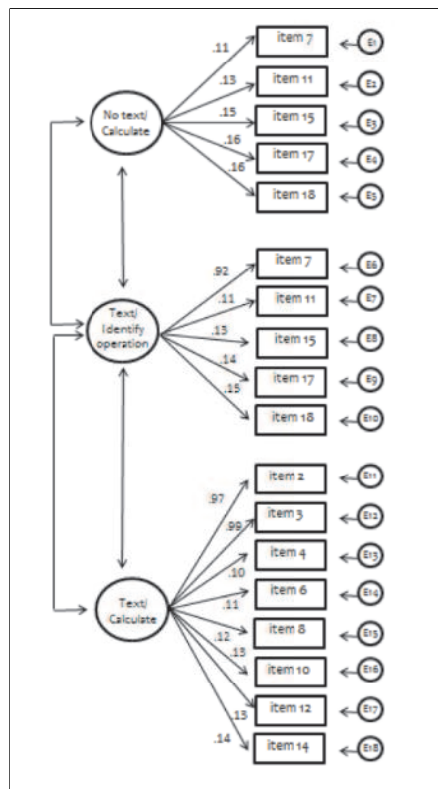 .11
item 7
E1
.13
item 11
E2
No text/
Calculate
.15
item 15
E3
.16
item 17
E4
.16
item 18
E5
.92
item 7
E6
.11
item 11
E7
Text/
Identify
operation
.13
item 15
E8
.14
item 17
E9
.15
item 18
E10
.97
item 2
E11
.99
item 3
E12
.10
item 4
E13
Text/
Calculate
.11
item 6
E14
.12
item 8
E15
.13
item 10
E16
.13
item 12
E17
.14
item 14
E18